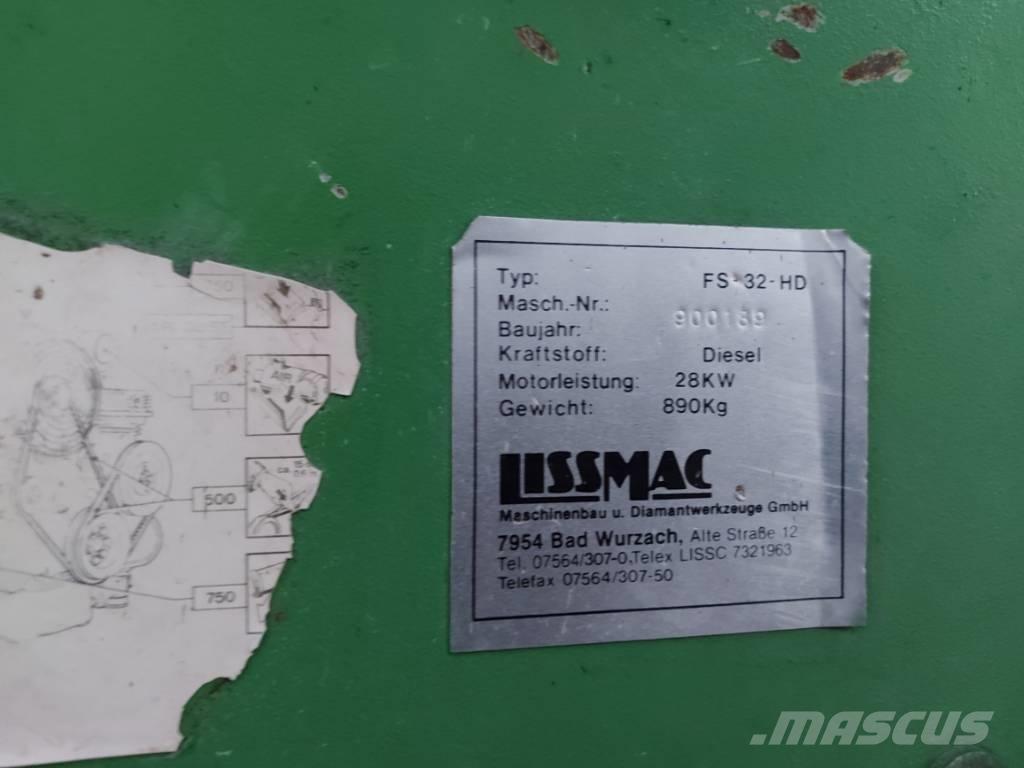 Typ: FS-32-HD
Masch.-Nr.: 900189
Baujahr:
Kraftstoff: Diesel
Motorleistung: 28KW
Gewicht: 890Kg
LISSMAC
Maschinenbau u. Diamantwerkzeuge GmbH
7954 Bad Wurzach, Alte Straße 12
Tel. 07564/307-0, Telex LISSC 7321963
Telefax 07564/307-50
10
500
750
MASCUS